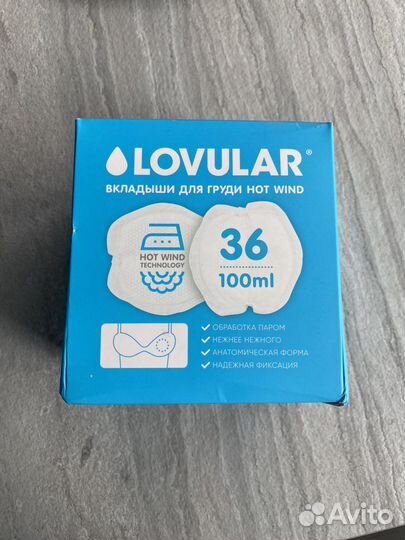 LOVULAR®
ВКЛАДЫШИ ДЛЯ ГРУДИ HOT WIND
HOT WIND
TECHNOLOGY
36
100ml
ОБРАБОТКА ПАРОМ
НЕЖНЕЕ НЕЖНОГО
АНАТОМИЧЕСКАЯ ФОРМА
НАДЕЖНАЯ ФИКСАЦИЯ
Avito